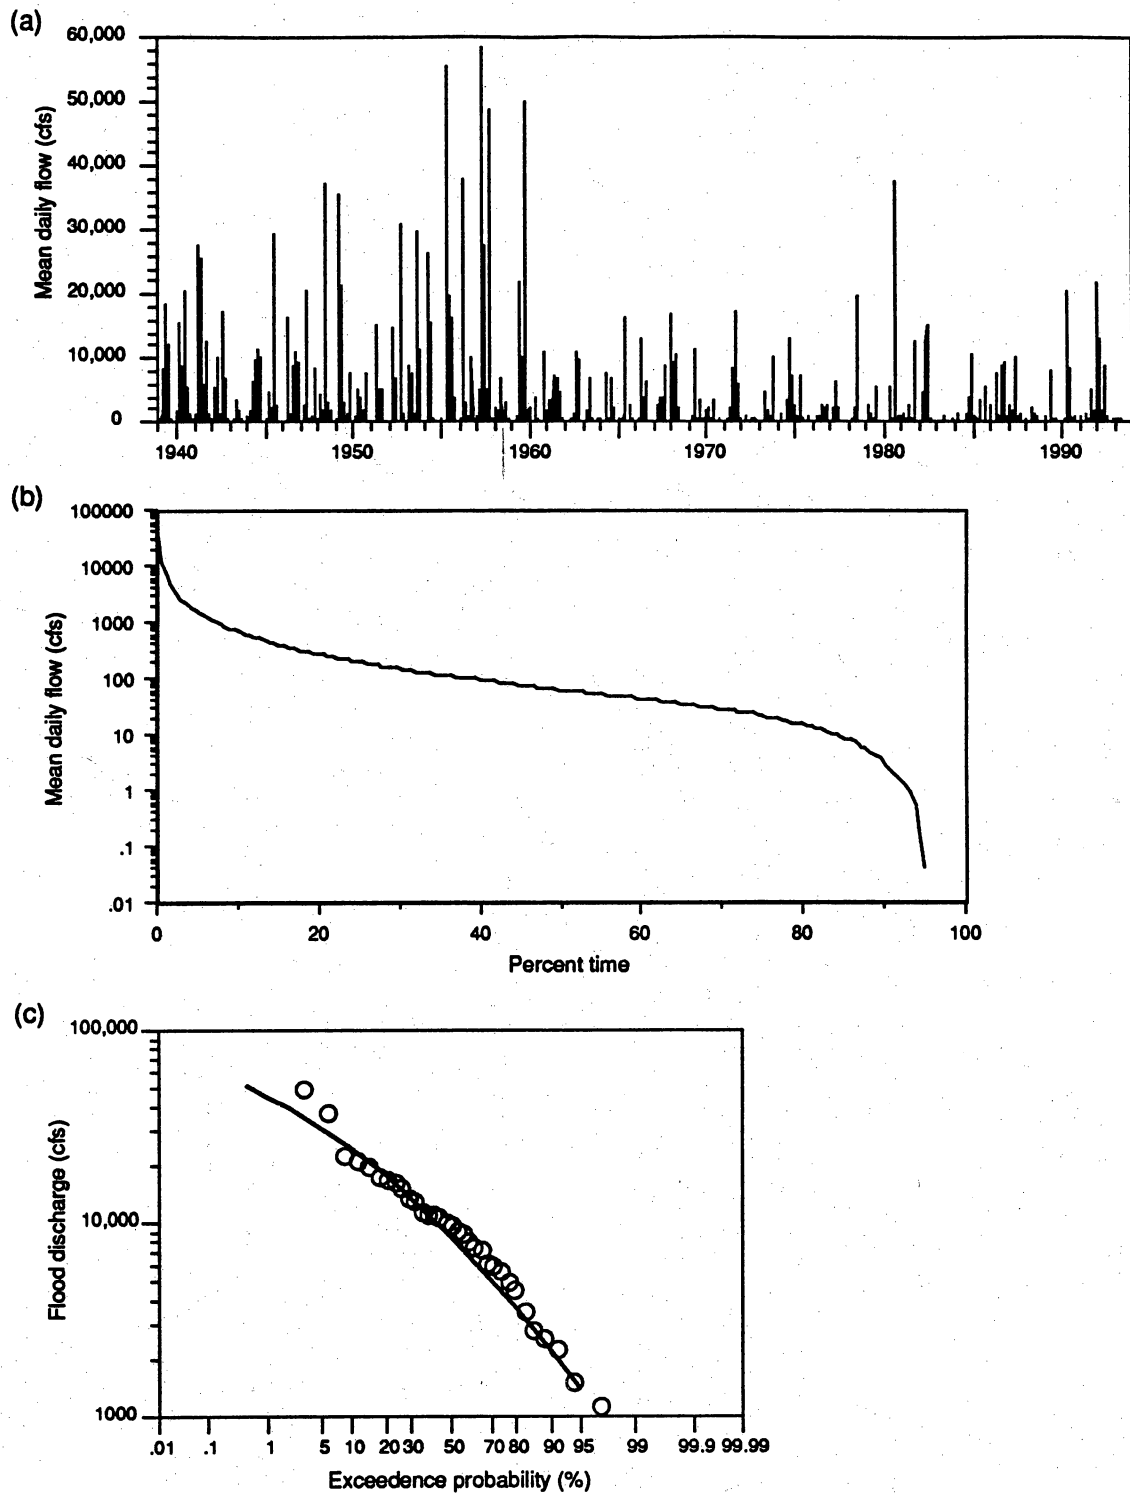 (a)
60,000
50,000
40,000
30,000
20,000
10,000
0
Mean daily flow (cfs)
1940 1950 1960 1970 1980 1990
(b)
100000
10000
1000
100
10
1
.1
.01
Mean daily flow (cfs)
0 20 40 60 80 100
Percent time
(c)
100,000
10,000
1000
Flood discharge (cfs)
.01 .1 1 5 10 20 30 50 70 80 90 95 99 99.9 99.99
Exceedence probability (%)